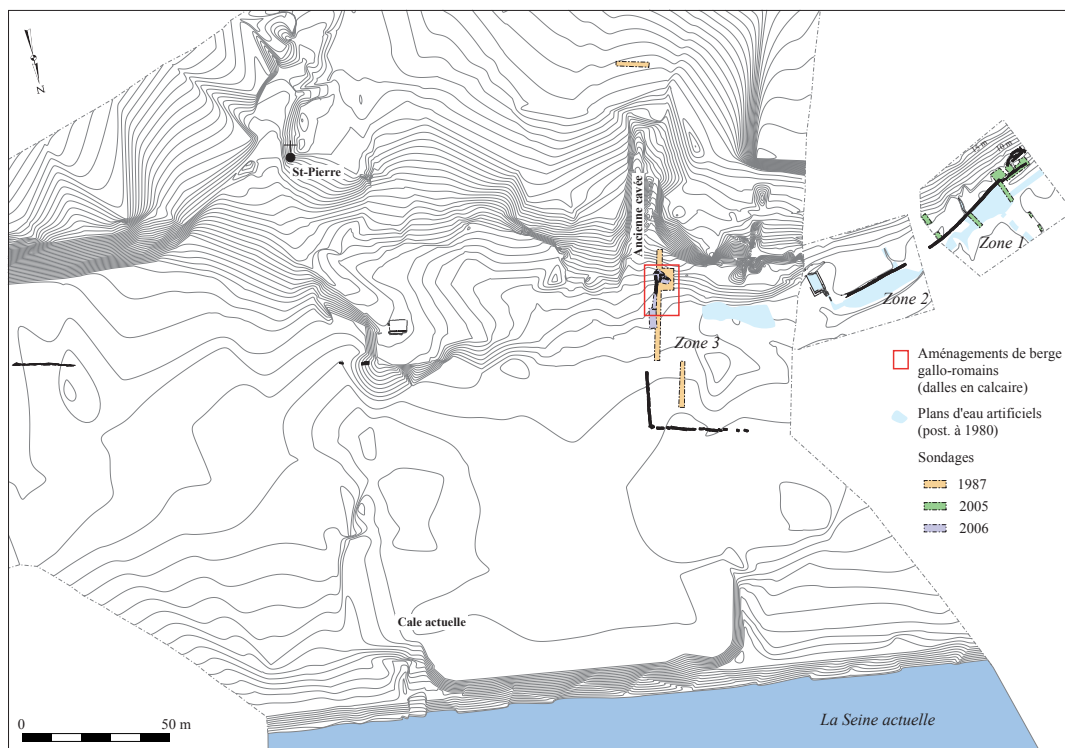 N
St-Pierre
Ancienne cavée
14 m
10 m
Zone 1
Zone 2
Zone 3
Aménagements de berge
gallo-romains
(dalles en calcaire)
Plans d'eau artificiels
(post. à 1980)
Sondages
1987
2005
2006
Cale actuelle
0
50 m
La Seine actuelle